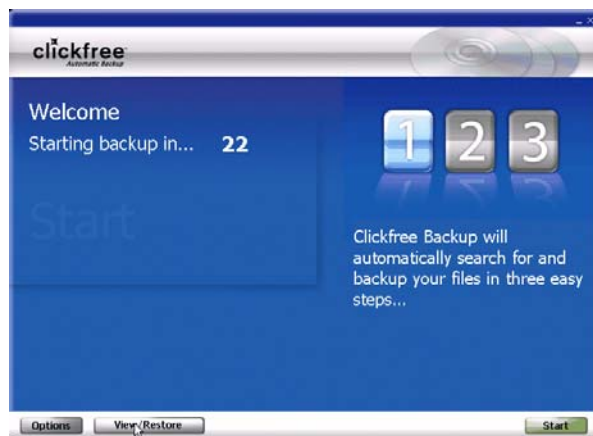 clickfree
Automatic Backup
Welcome
Starting backup in... 22
Start
1 2 3
Clickfree Backup will
automatically search for and
backup your files in three easy
steps...
Options View/Restore Start